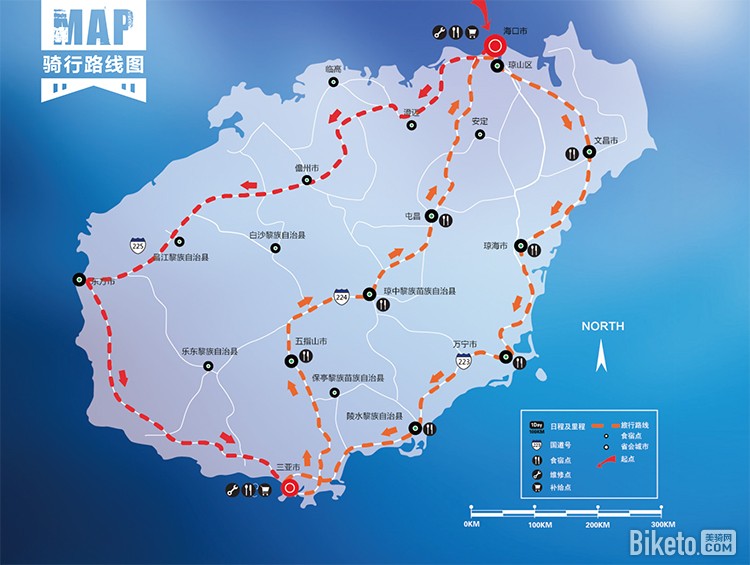 MAP
骑行路线图
海口市
琼山区
临高
澄迈
安定
文昌市
儋州市
屯昌
225
昌江黎族自治县
白沙黎族自治县
琼海市
东方市
224
琼中黎族苗族自治县
五指山市
万宁市
223
乐东黎族自治县
保亭黎族苗族自治县
陵水黎族自治县
三亚市
NORTH
1Day
日程及里程
旅行路线
国道号
食宿点
省会城市
食宿点
起点
维修点
补给点
0KM
100KM
200KM
300KM
Biketo.com
美骑网